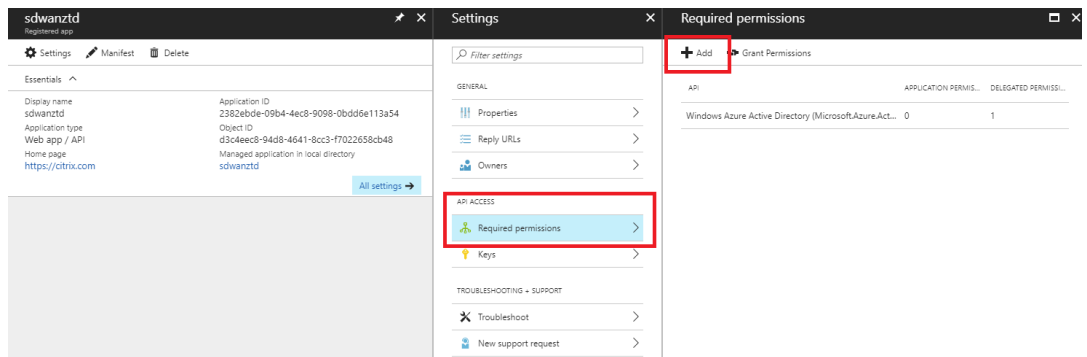 sdwanztd
Registered app
Settings Manifest Delete
Essentials
Display name
sdwanztd
Application type
Web app / API
Home page
https://citrix.com
Application ID
2382ebde-09b4-4ec8-9098-0bdd6e113a54
Object ID
d3c4eec8-94d8-4641-8cc3-f7022658cb48
Managed application in local directory
sdwanztd
All settings
Settings
Filter settings
GENERAL
Properties
Reply URLs
Owners
API ACCESS
Required permissions
Keys
TROUBLESHOOTING + SUPPORT
Troubleshoot
New support request
Required permissions
Add Grant Permissions
API APPLICATION PERMIS... DELEGATED PERMISSI...
Windows Azure Active Directory (Microsoft.Azure.Act... 0 1